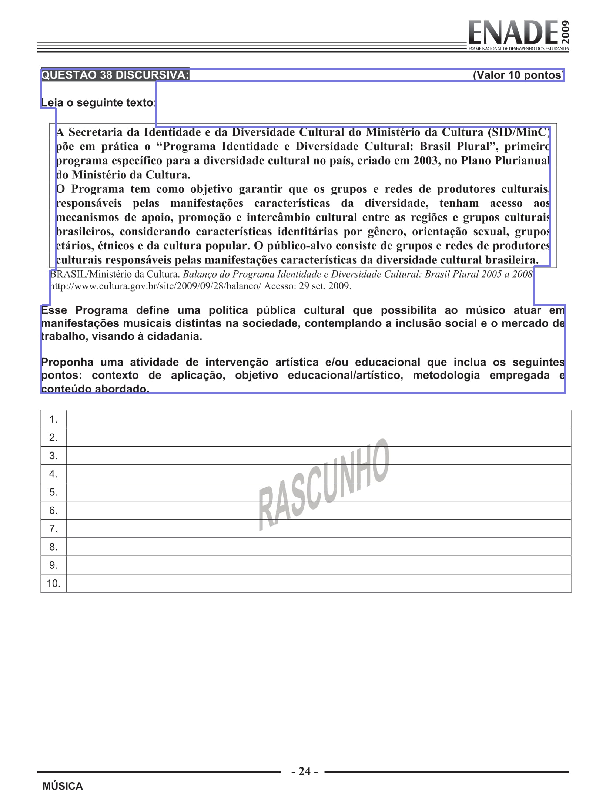 ENADE 2009
EXAME NACIONAL DE DESEMPENHO DOS ESTUDANTES
QUESTÃO 38 DISCURSIVA: (Valor 10 pontos)
Leia o seguinte texto:
A Secretaria da Identidade e da Diversidade Cultural do Ministério da Cultura (SID/MinC)
põe em prática o “Programa Identidade e Diversidade Cultural: Brasil Plural”, primeiro
programa específico para a diversidade cultural no país, criado em 2003, no Plano Plurianual
do Ministério da Cultura.
O Programa tem como objetivo garantir que os grupos e redes de produtores culturais,
responsáveis pelas manifestações características da diversidade, tenham acesso aos
mecanismos de apoio, promoção e intercâmbio cultural entre as regiões e grupos culturais
brasileiros, considerando características identitárias por gênero, orientação sexual, grupos
etários, étnicos e da cultura popular. O público-alvo consiste de grupos e redes de produtores
culturais responsáveis pelas manifestações características da diversidade cultural brasileira.
BRASIL/Ministério da Cultura. Balanço do Programa Identidade e Diversidade Cultural: Brasil Plural 2005 a 2008.
http://www.cultura.gov.br/site/2009/09/28/balanco/ Acesso: 29 set. 2009.
Esse Programa define uma política pública cultural que possibilita ao músico atuar em
manifestações musicais distintas na sociedade, contemplando a inclusão social e o mercado de
trabalho, visando à cidadania.
Proponha uma atividade de intervenção artística e/ou educacional que inclua os seguintes
pontos: contexto de aplicação, objetivo educacional/artístico, metodologia empregada e
conteúdo abordado.
1.
2.
3.
4.
5.
6.
7.
8.
9.
10.
RASCUNHO
- 24 -
MÚSICA